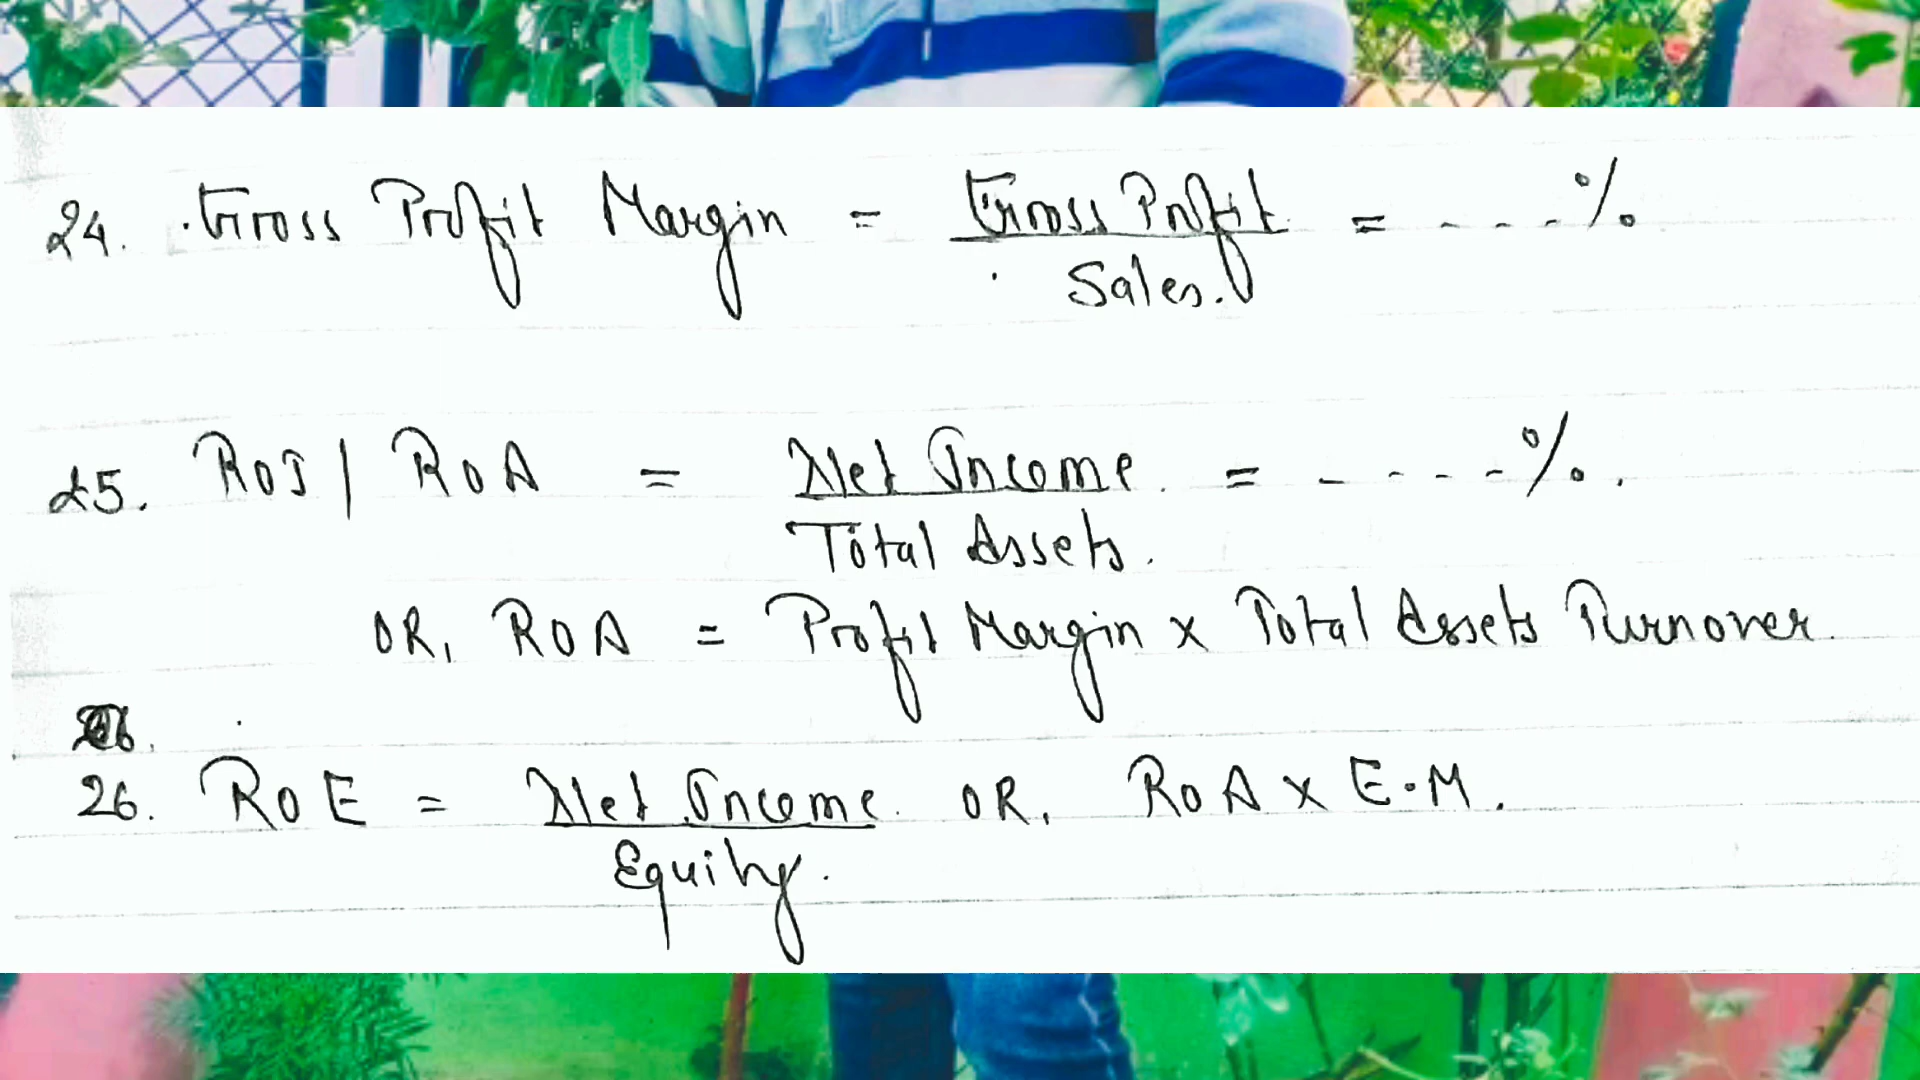 24. Gross Profit Margin = Gross Profit = - - - %
Sales.
25. ROI / ROA = Net Income = - - - - %.
Total Assets.
OR, ROA = Profit Margin x Total Assets Turnover.
26.
26. ROE = Net Income OR, ROA x E.M.
Equity.